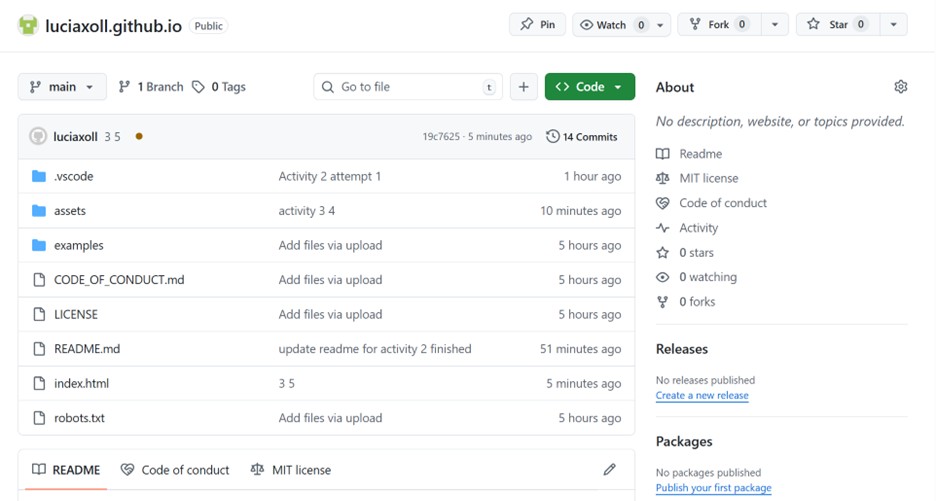 luciaxoll.github.io Public
Pin Watch 0 Fork 0 Star 0
main 1 Branch 0 Tags Go to file t + Code
luciaxoll 3 5 19c7625 · 5 minutes ago 14 Commits
.vscode Activity 2 attempt 1 1 hour ago
assets activity 3 4 10 minutes ago
examples Add files via upload 5 hours ago
CODE_OF_CONDUCT.md Add files via upload 5 hours ago
LICENSE Add files via upload 5 hours ago
README.md update readme for activity 2 finished 51 minutes ago
index.html 3 5 5 minutes ago
robots.txt Add files via upload 5 hours ago
README Code of conduct MIT license
About
No description, website, or topics provided.
Readme
MIT license
Code of conduct
Activity
0 stars
0 watching
0 forks
Releases
No releases published
Create a new release
Packages
No packages published
Publish your first package